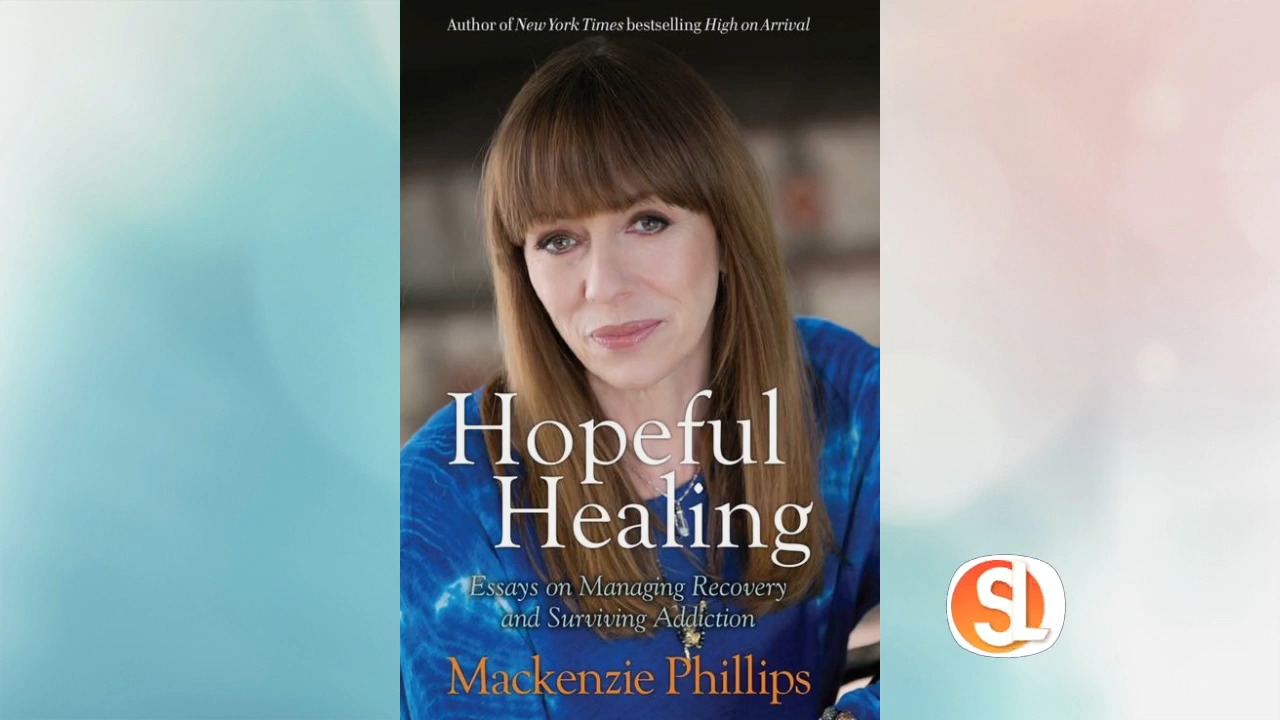 Author of New York Times bestselling High on Arrival
Hopeful
Healing
Essays on Managing Recovery
and Surviving Addiction
Mackenzie Phillips
SL